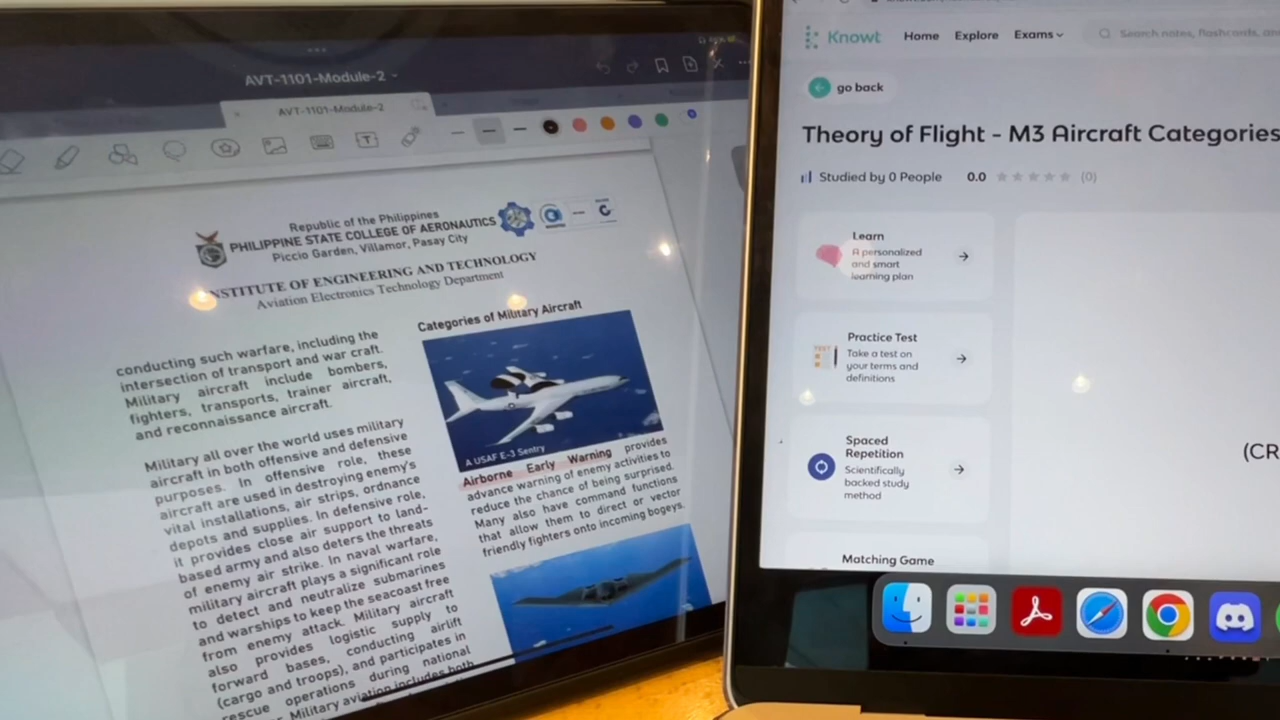 AVT-1101-Module-2
AVT-1101-Module-2
Republic of the Philippines
PHILIPPINE STATE COLLEGE OF AERONAUTICS
Piccio Garden, Villamor, Pasay City
INSTITUTE OF ENGINEERING AND TECHNOLOGY
Aviation Electronics Technology Department
conducting such warfare, including the
intersection of transport and war craft.
Military aircraft include bombers,
fighters, transports, trainer aircraft,
and reconnaissance aircraft.
Military all over the world uses military
aircraft in both offensive and defensive
purposes. In offensive role, these
aircraft are used in destroying enemy's
vital installations, air strips, ordnance
depots and supplies. In defensive role,
it provides close air support to land-
based army and also deters the threats
of enemy air strike. In naval warfare,
military aircraft plays a significant role
to detect and neutralize submarines
and warships to keep the seacoast free
from enemy attack. Military aircraft
also provides logistic supply to
forward bases, conducting airlift
(cargo and troops), and participates in
rescue operations during national
Military aviation includes both
Categories of Military Aircraft
A USAF E-3 Sentry
Airborne Early Warning provides
advance warning of enemy activities to
reduce the chance of being surprised.
Many also have command functions
that allow them to direct or vector
friendly fighters onto incoming bogeys.
Knowt
Home Explore Exams
Search notes, flashcards, and
go back
Theory of Flight - M3 Aircraft Categories
Studied by 0 People 0.0 (0)
Learn
A personalized
and smart
learning plan
Practice Test
Take a test on
your terms and
definitions
Spaced
Repetition
Scientifically
backed study
method
Matching Game
(CR